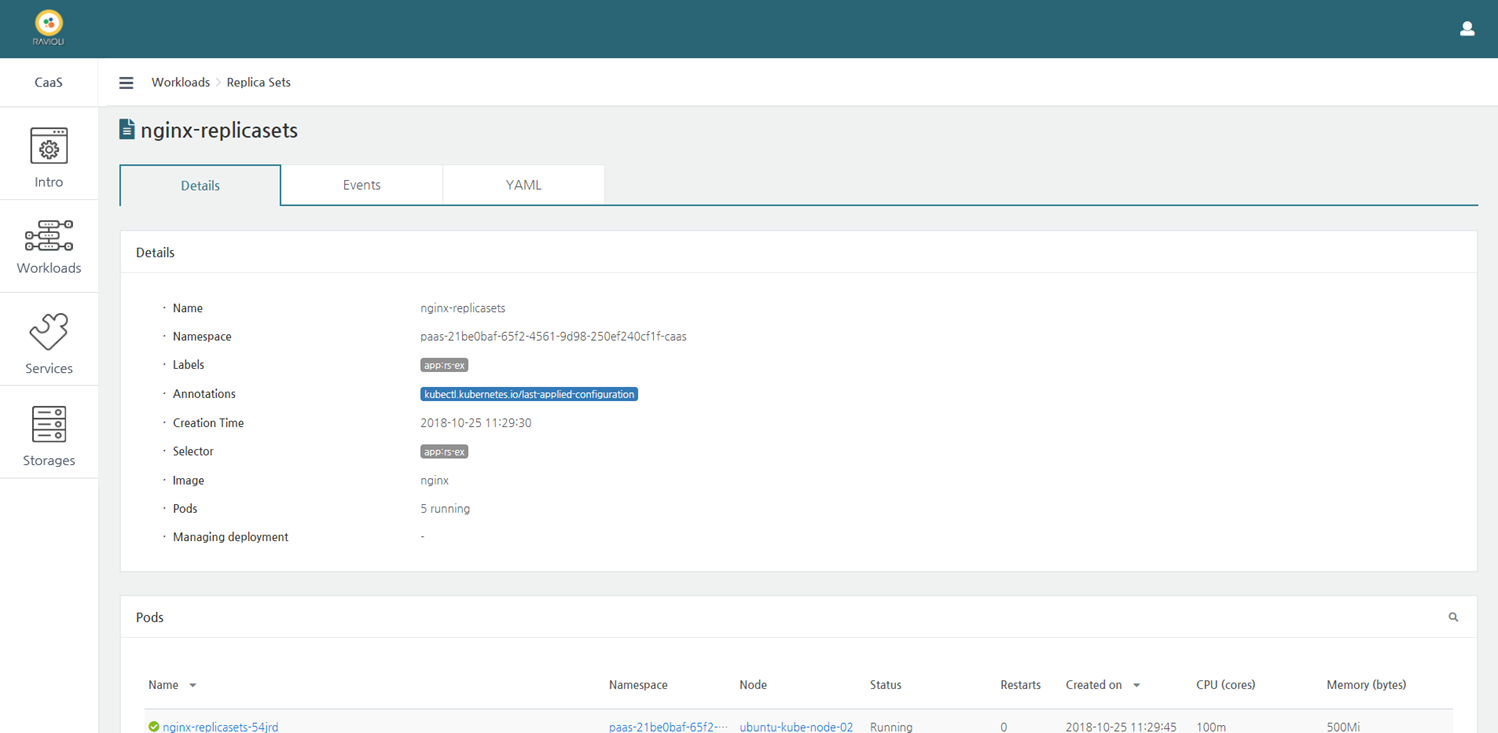 RAVIOLI
CaaS
Workloads > Replica Sets
Intro
Workloads
Services
Storages
nginx-replicasets
Details Events YAML
Details
· Name nginx-replicasets
· Namespace paas-21be0baf-65f2-4561-9d98-250ef240cf1f-caas
· Labels app:rs-ex
· Annotations kubectl.kubernetes.io/last-applied-configuration
· Creation Time 2018-10-25 11:29:30
· Selector app:rs-ex
· Image nginx
· Pods 5 running
· Managing deployment -
Pods
Name Namespace Node Status Restarts Created on CPU (cores) Memory (bytes)
nginx-replicasets-54jrd paas-21be0baf-65f2-··· ubuntu-kube-node-02 Running 0 2018-10-25 11:29:45 100m 500Mi